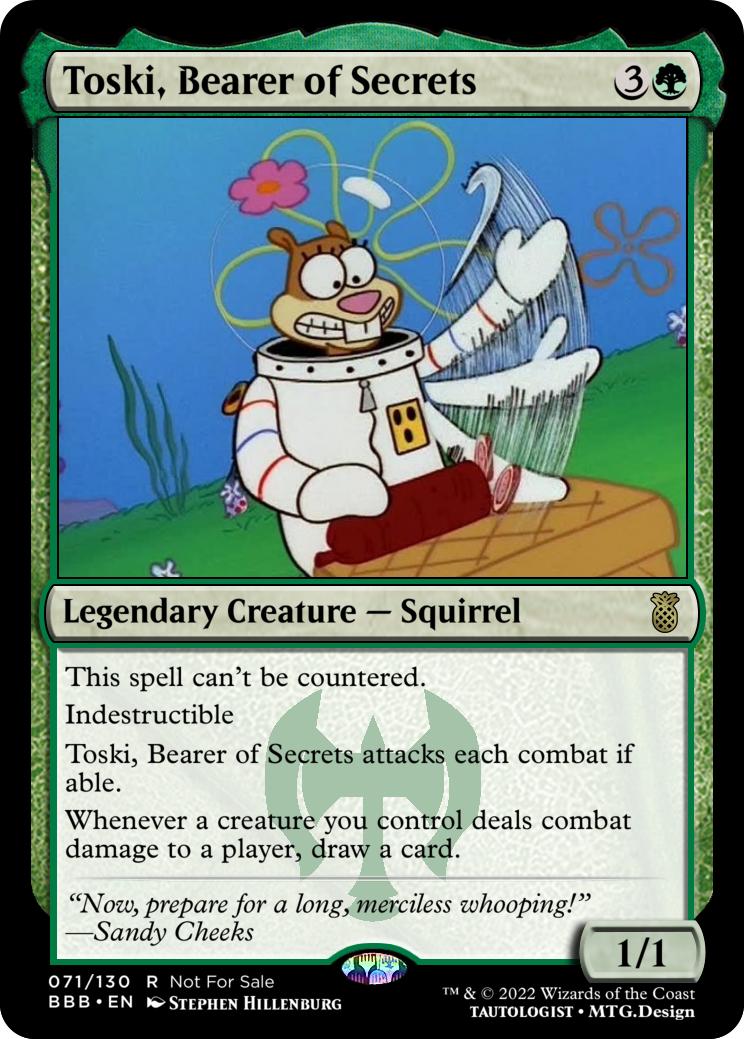 Toski, Bearer of Secrets 3
Legendary Creature — Squirrel
This spell can't be countered.
Indestructible
Toski, Bearer of Secrets attacks each combat if
able.
Whenever a creature you control deals combat
damage to a player, draw a card.
“Now, prepare for a long, merciless whooping!”
—Sandy Cheeks
1/1
071/130 R Not For Sale
BBB • EN Stephen Hillenburg
™ & © 2022 Wizards of the Coast
TAUTOLOGIST • MTG.Design